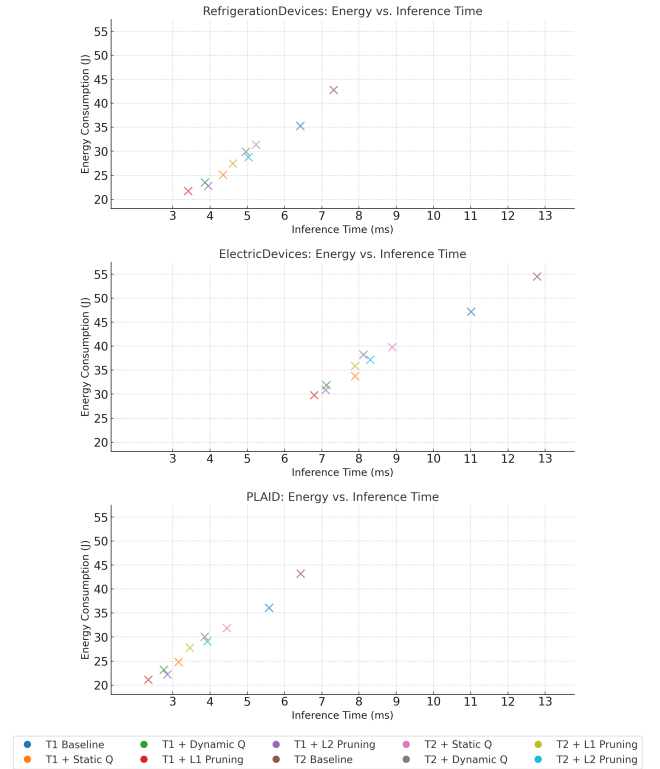 RefrigerationDevices: Energy vs. Inference Time
55
50
45
40
35
30
25
20
Energy Consumption (J)
3 4 5 6 7 8 9 10 11 12 13
Inference Time (ms)
ElectricDevices: Energy vs. Inference Time
55
50
45
40
35
30
25
20
Energy Consumption (J)
3 4 5 6 7 8 9 10 11 12 13
Inference Time (ms)
PLAID: Energy vs. Inference Time
55
50
45
40
35
30
25
20
Energy Consumption (J)
3 4 5 6 7 8 9 10 11 12 13
Inference Time (ms)
T1 Baseline T1 + Dynamic Q T1 + L2 Pruning T2 + Static Q T2 + L1 Pruning
T1 + Static Q T1 + L1 Pruning T2 Baseline T2 + Dynamic Q T2 + L2 Pruning